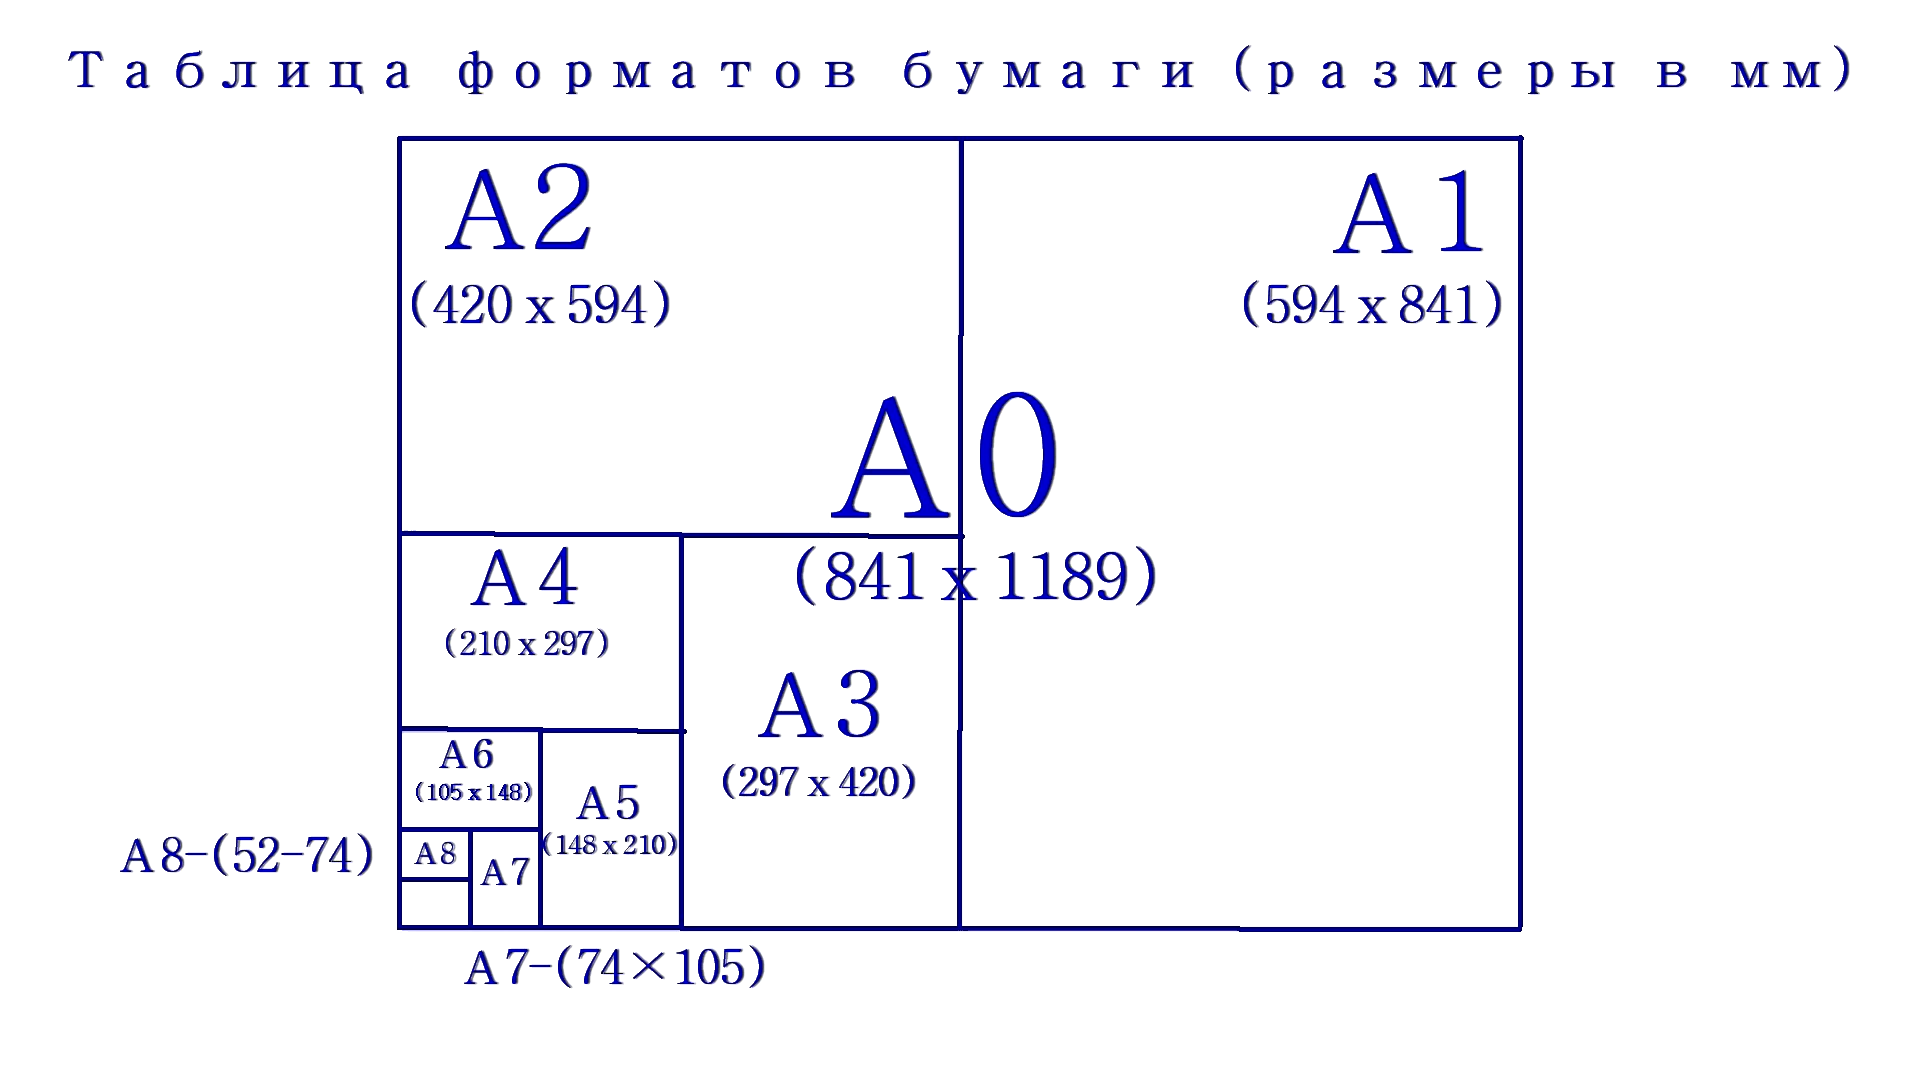 Таблица форматов бумаги (размеры в мм)
A2
(420 x 594)
A1
(594 x 841)
A0
(841 x 1189)
A4
(210 x 297)
A3
(297 x 420)
A6
(105 x 148)
A5
(148 x 210)
A8-(52-74)
A8
A7
A7-(74×105)